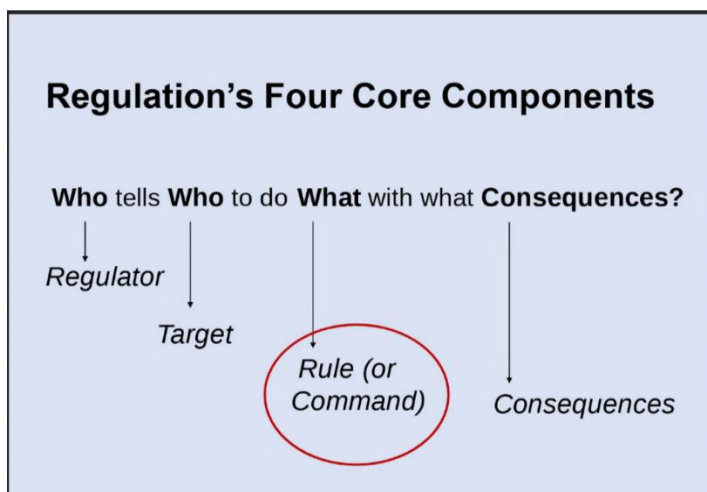 Regulation's Four Core Components
Who tells Who to do What with what Consequences?
Regulator
Target
Rule (or
Command)
Consequences